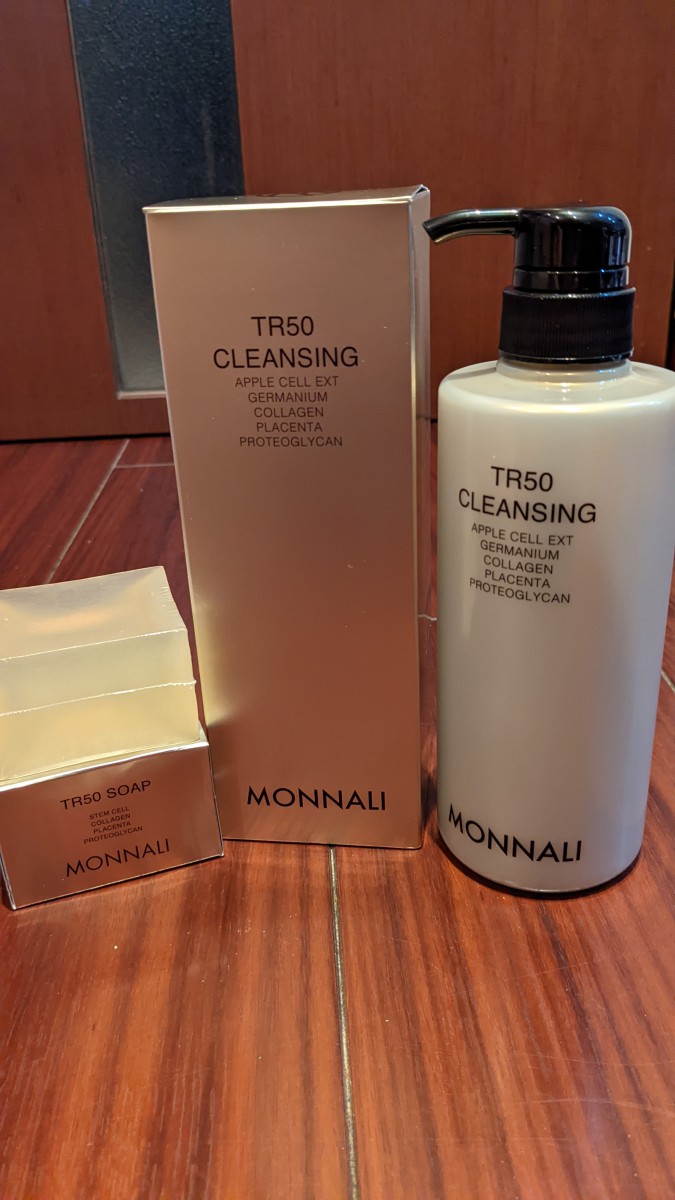 TR50
CLEANSING
APPLE CELL EXT
GERMANIUM
COLLAGEN
PLACENTA
PROTEOGLYCAN
MONNALI
TR50
CLEANSING
APPLE CELL EXT
GERMANIUM
COLLAGEN
PLACENTA
PROTEOGLYCAN
MONNALI
TR50 SOAP
STEM CELL
COLLAGEN
PLACENTA
PROTEOGLYCAN
MONNALI